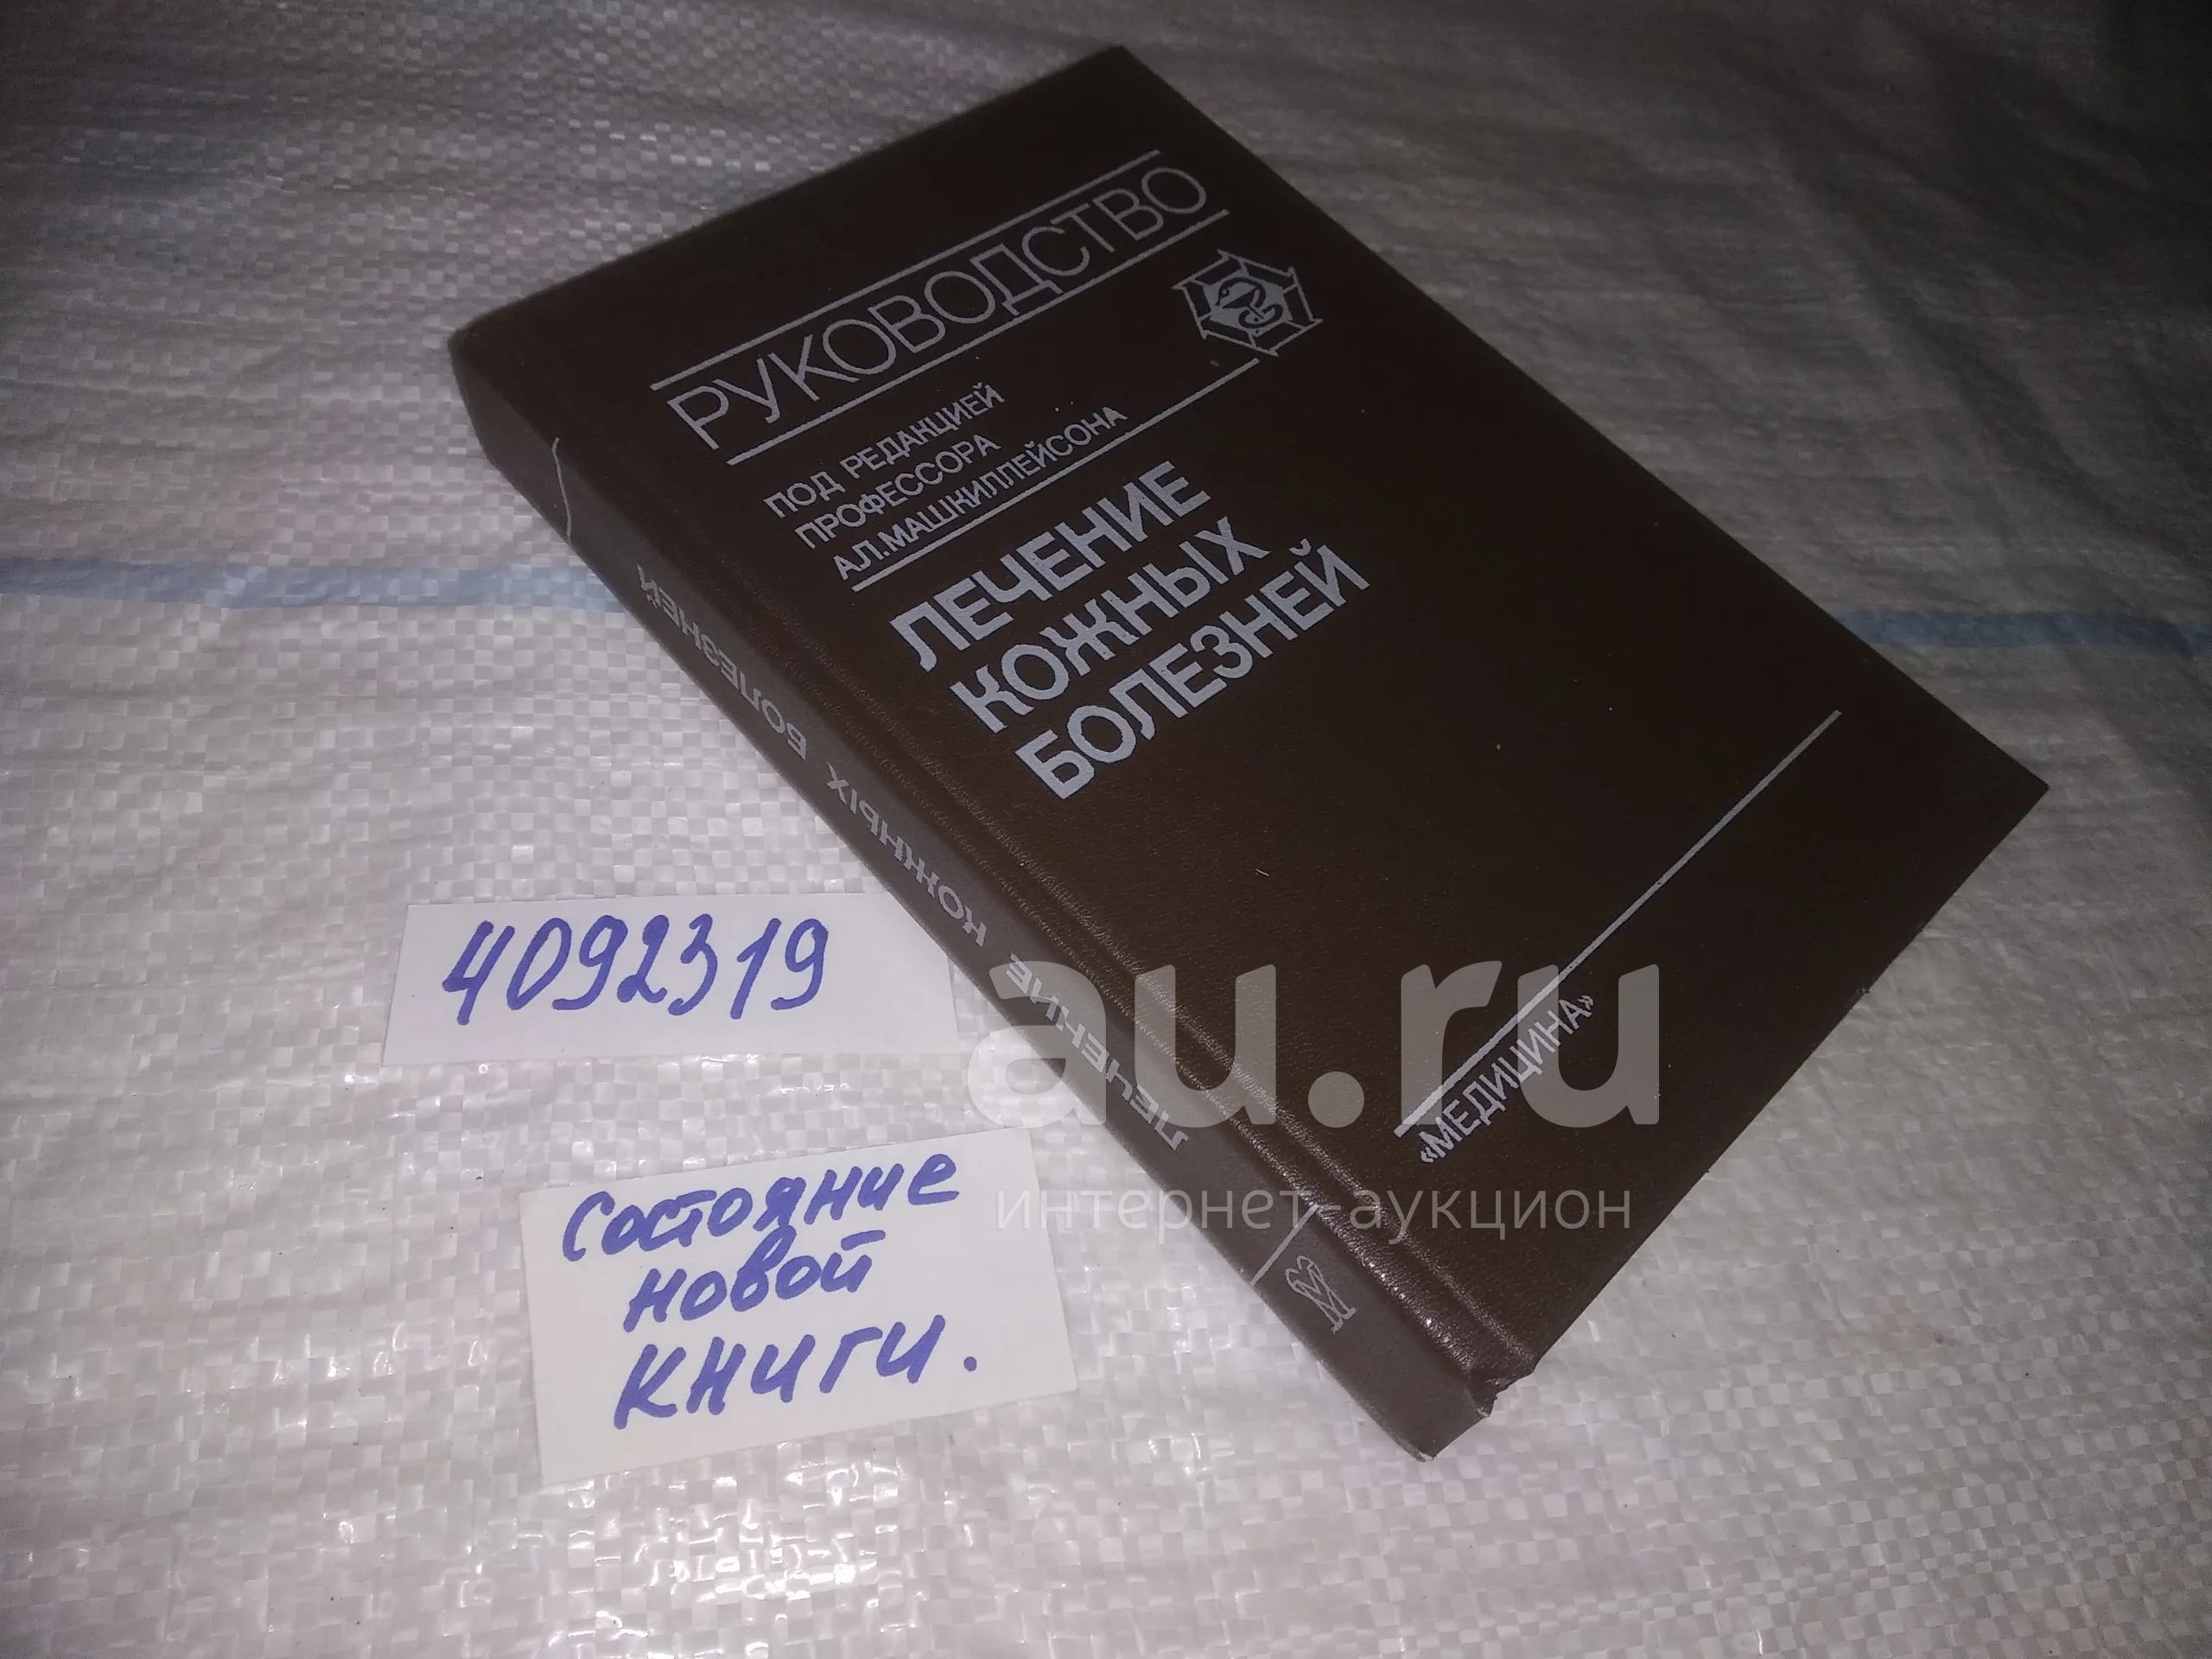 РУКОВОДСТВО
ПОД РЕДАКЦИЕЙ
ПРОФЕССОРА
А.Л.МАШКИЛЛЕЙСОНА
ЛЕЧЕНИЕ
КОЖНЫХ
БОЛЕЗНЕЙ
«МЕДИЦИНА»
ЛЕЧЕНИЕ КОЖНЫХ БОЛЕЗНЕЙ
М
4092319
Состояние
новой
книги.
au.ru
интернет-аукцион